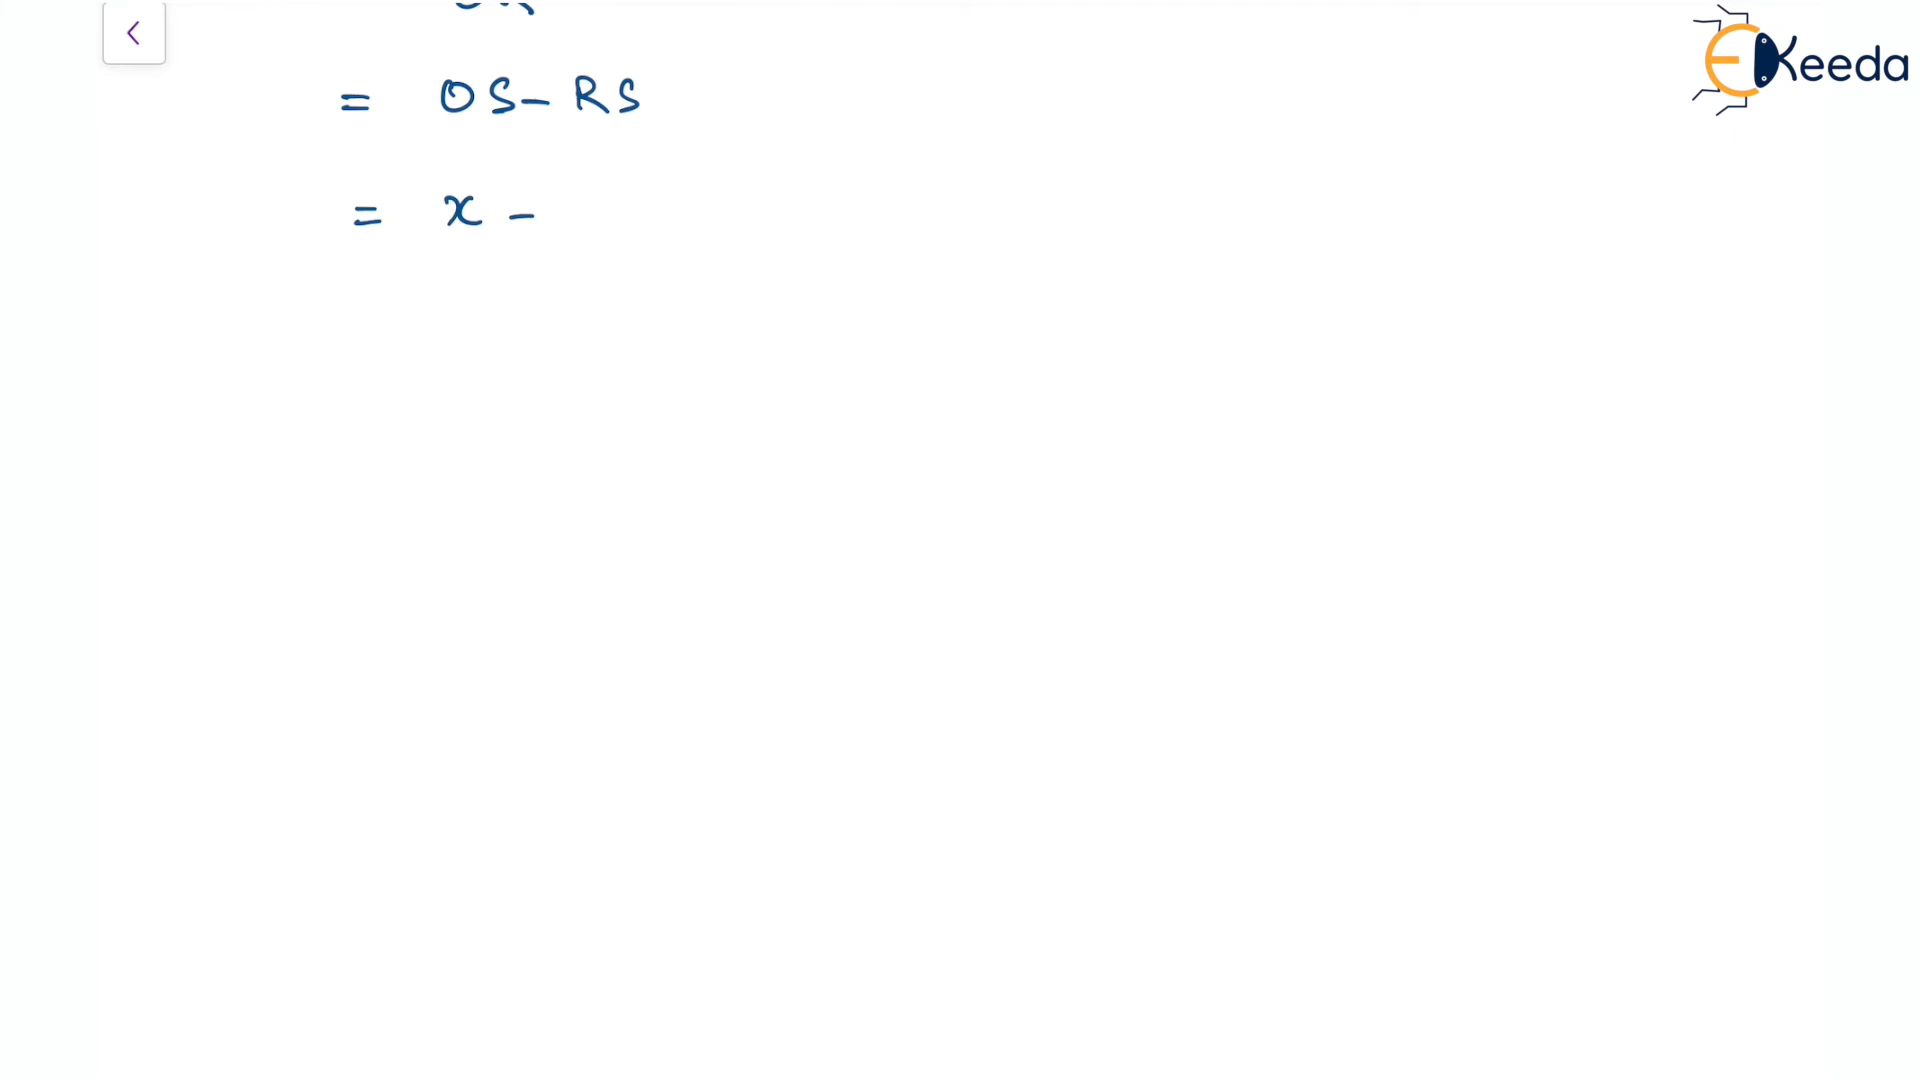 = OS - RS
= x -
EKeeda